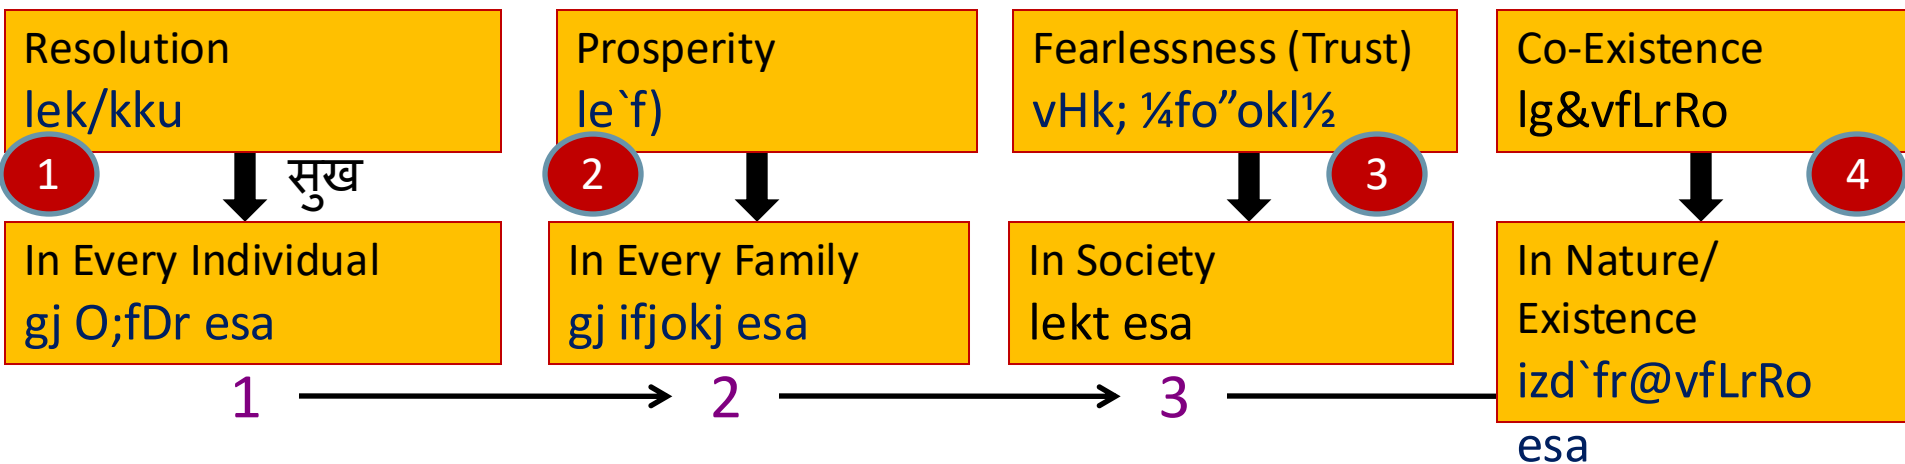 Resolution
lek/kku
Prosperity
le`f)
Fearlessness (Trust)
vHk; ¼fo”okl½
Co-Existence
lg&vfLrRo
1
सुख
2
3
4
In Every Individual
gj O;fDr esa
In Every Family
gj ifjokj esa
In Society
lekt esa
In Nature/
Existence
izd`fr@vfLrRo
esa
1
2
3